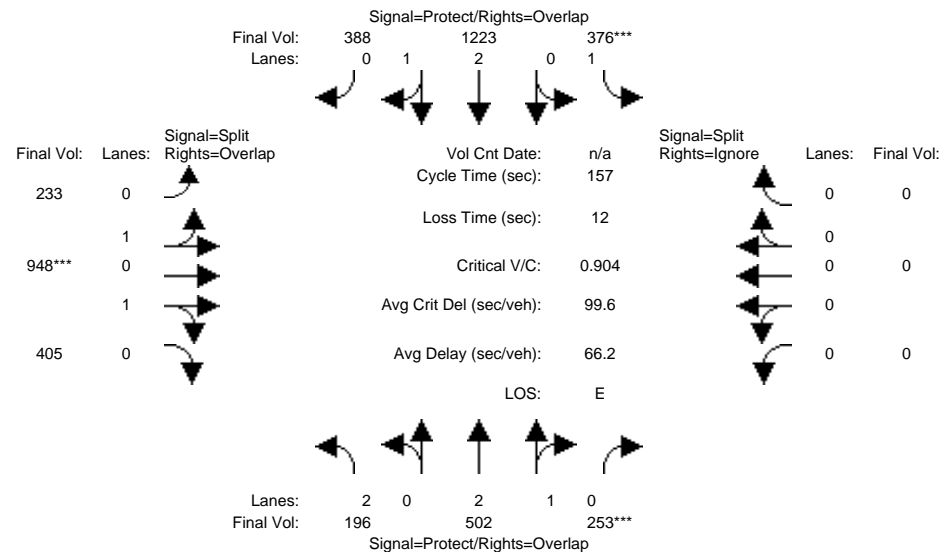 Signal=Protect/Rights=Overlap
Final Vol: 388 1223 376***
Lanes: 0 1 2 0 1
Signal=Split
Final Vol: Lanes: Rights=Overlap
Vol Cnt Date: n/a
Signal=Split
Rights=Ignore Lanes: Final Vol:
Cycle Time (sec): 157
233 0
0 0
Loss Time (sec): 12
1
0
948*** 0
Critical V/C: 0.904
0 0
1
Avg Crit Del (sec/veh): 99.6
0
405 0
Avg Delay (sec/veh): 66.2
0 0
LOS: E
Lanes: 2 0 2 1 0
Final Vol: 196 502 253***
Signal=Protect/Rights=Overlap